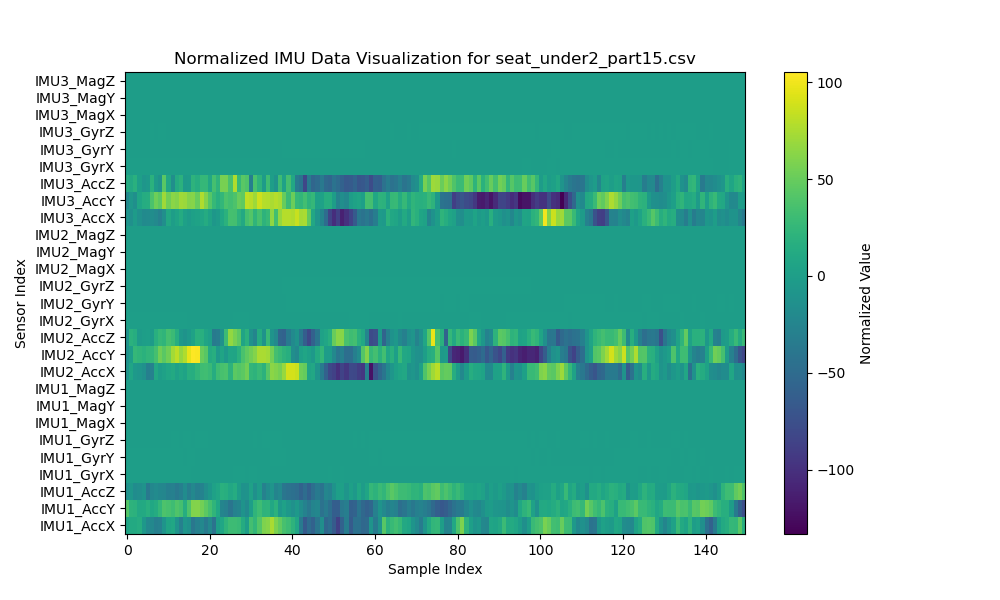 Normalized IMU Data Visualization for seat_under2_part15.csv
IMU3_MagZ
IMU3_MagY
IMU3_MagX
IMU3_GyrZ
IMU3_GyrY
IMU3_GyrX
IMU3_AccZ
IMU3_AccY
IMU3_AccX
IMU2_MagZ
IMU2_MagY
IMU2_MagX
IMU2_GyrZ
IMU2_GyrY
IMU2_GyrX
IMU2_AccZ
IMU2_AccY
IMU2_AccX
IMU1_MagZ
IMU1_MagY
IMU1_MagX
IMU1_GyrZ
IMU1_GyrY
IMU1_GyrX
IMU1_AccZ
IMU1_AccY
IMU1_AccX
Sensor Index
0 20 40 60 80 100 120 140
Sample Index
100
50
0
−50
−100
Normalized Value